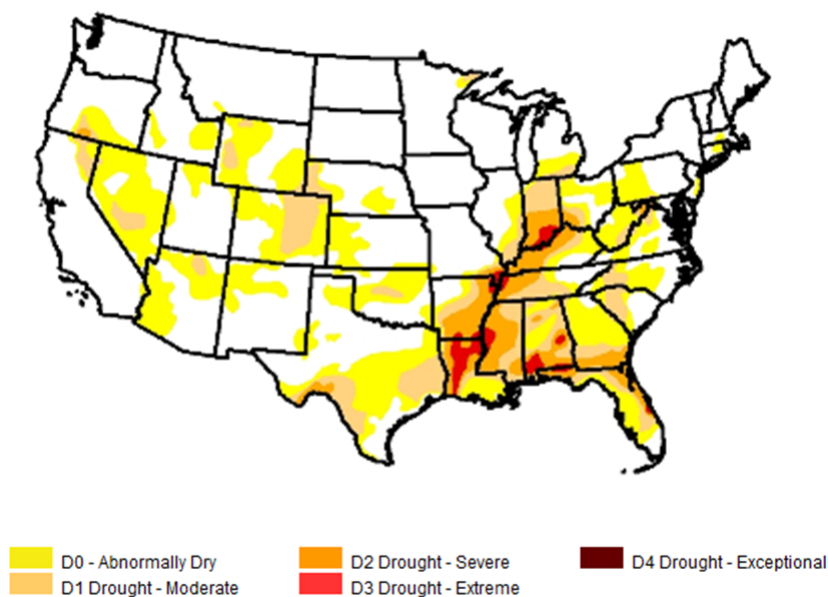 D0 - Abnormally Dry
D1 Drought - Moderate
D2 Drought - Severe
D3 Drought - Extreme
D4 Drought - Exceptional